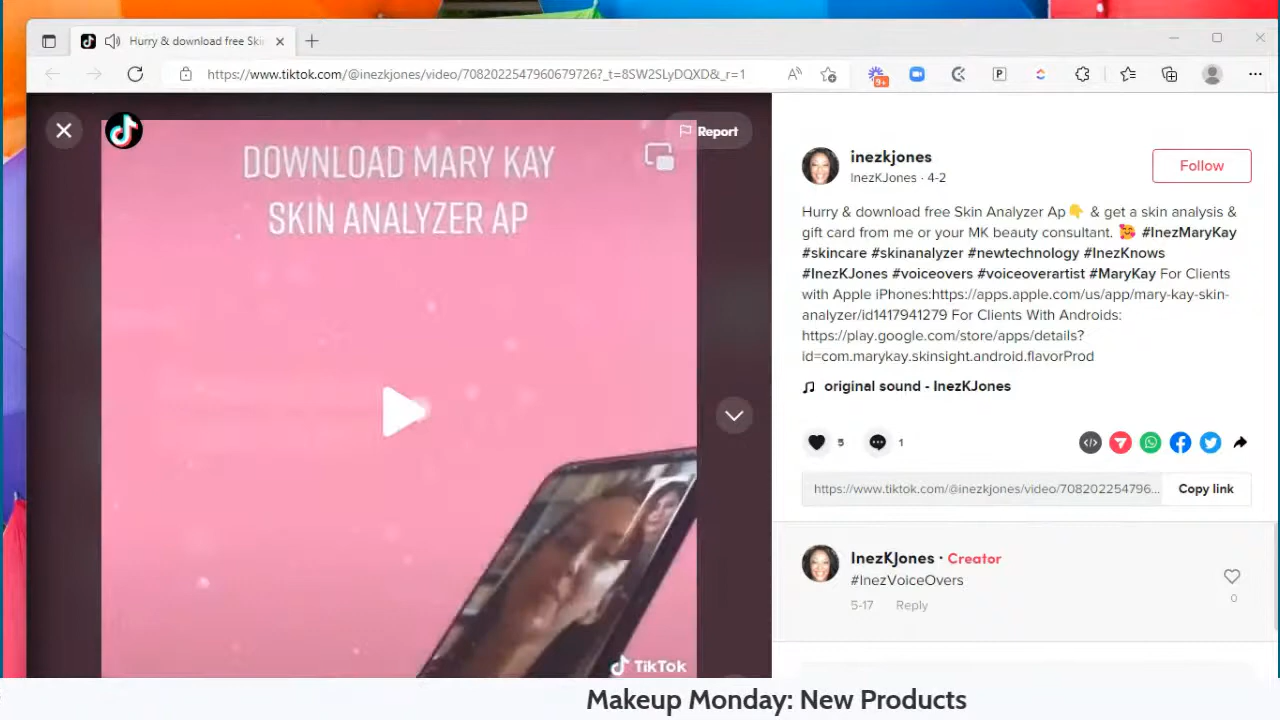 Hurry & download free Ski
https://www.tiktok.com/@inezkjones/video/7082022547960679726?_t=8SW2SLyDQXD&_r=1
9+
P
Report
DOWNLOAD MARY KAY
SKIN ANALYZER AP
TikTok
inezkjones
InezKJones · 4-2
Follow
Hurry & download free Skin Analyzer Ap👇 & get a skin analysis &
gift card from me or your MK beauty consultant. 🥰 #InezMaryKay
#skincare #skinanalyzer #newtechnology #InezKnows
#InezKJones #voiceovers #voiceoverartist #MaryKay For Clients
with Apple iPhones:https://apps.apple.com/us/app/mary-kay-skin-
analyzer/id1417941279 For Clients With Androids:
https://play.google.com/store/apps/details?
id=com.marykay.skinsight.android.flavorProd
original sound - InezKJones
5
1
https://www.tiktok.com/@inezkjones/video/708202254796...
Copy link
InezKJones · Creator
#InezVoiceOvers
5-17 Reply
0
Makeup Monday: New Products